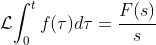 \mathcal{L}\int_0^t f(\tau)d\tau = \frac{F(s)}{s}